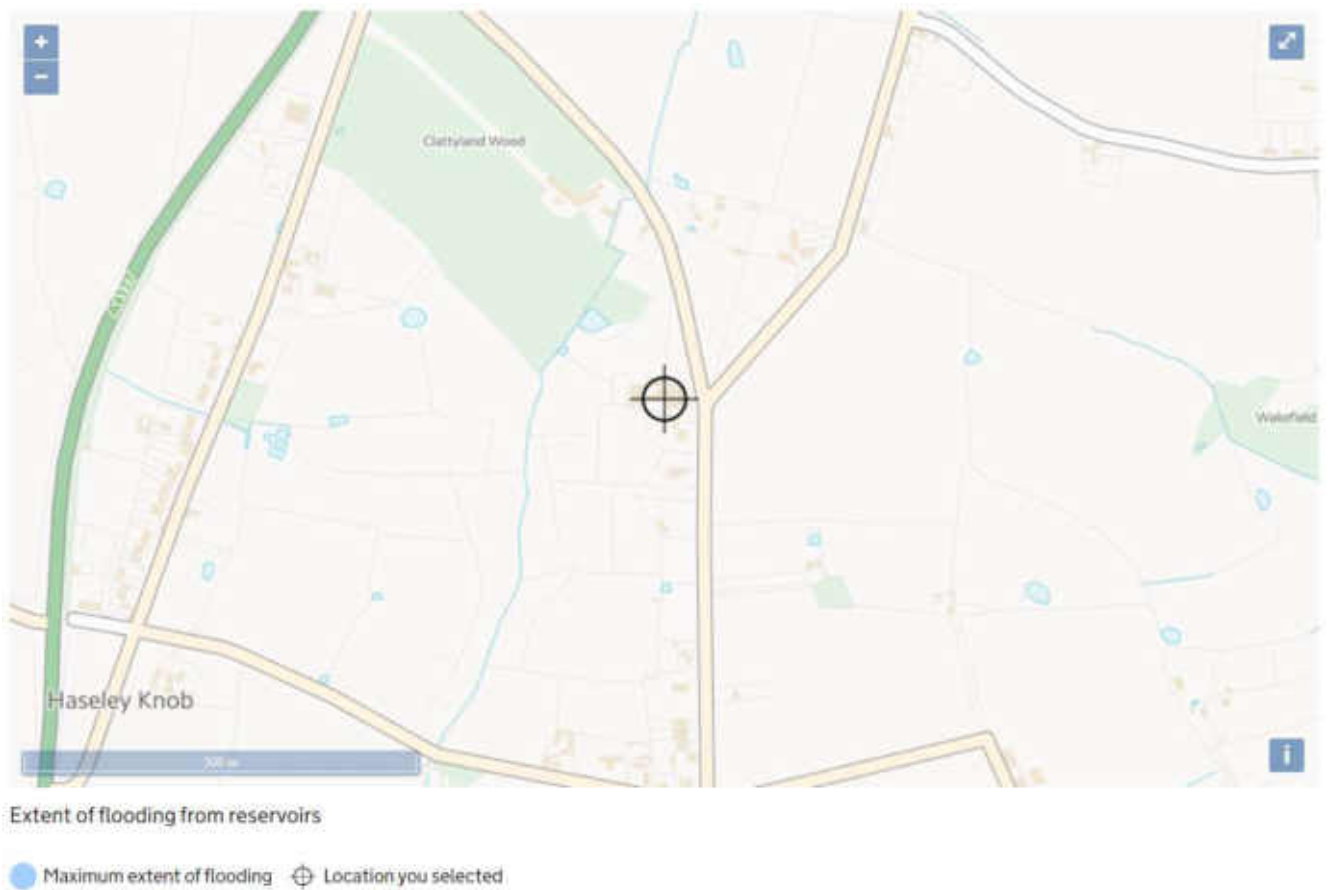 +
−
Clattyland Wood
Wakefield
Haseley Knob
i
Extent of flooding from reservoirs
Maximum extent of flooding Location you selected